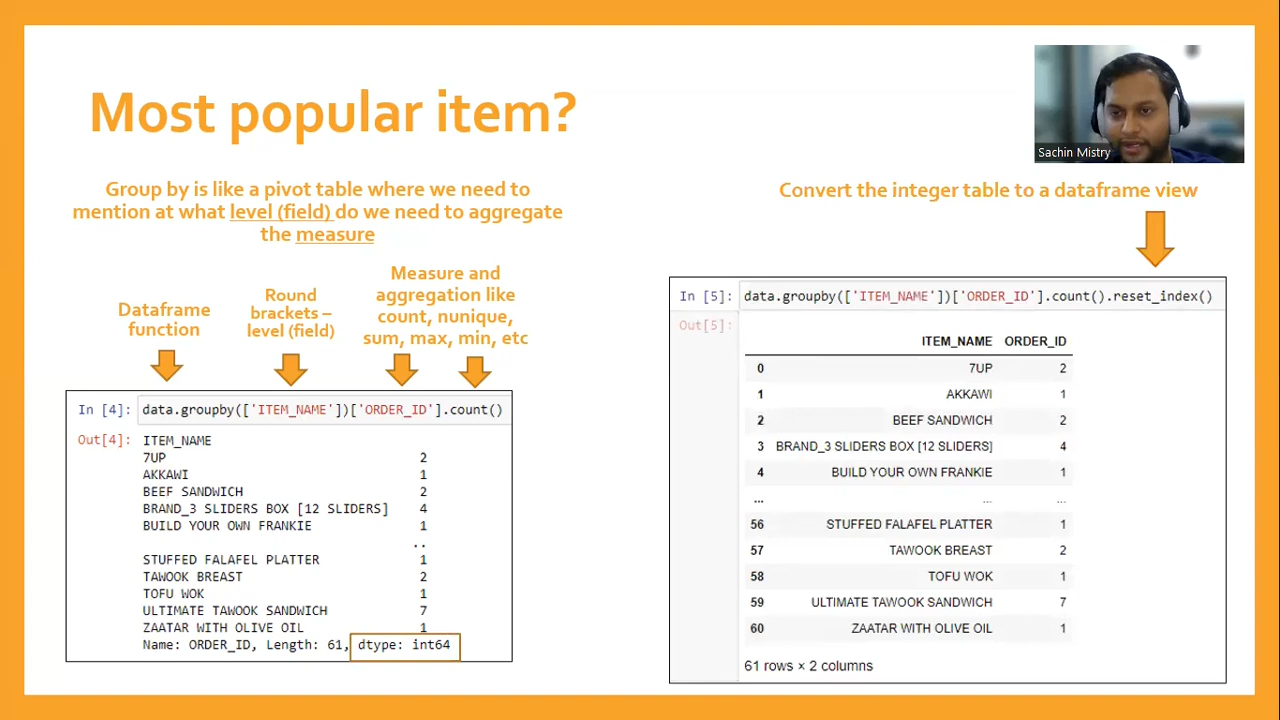 Most popular item?
Sachin Mistry
Group by is like a pivot table where we need to
mention at what level (field) do we need to aggregate
the measure
Dataframe
function
Round
brackets –
level (field)
Measure and
aggregation like
count, nunique,
sum, max, min, etc
In [4]: data.groupby(['ITEM_NAME'])['ORDER_ID'].count()
Out[4]: ITEM_NAME
7UP 2
AKKAWI 1
BEEF SANDWICH 2
BRAND_3 SLIDERS BOX [12 SLIDERS] 4
BUILD YOUR OWN FRANKIE 1
..
STUFFED FALAFEL PLATTER 1
TAWOOK BREAST 2
TOFU WOK 1
ULTIMATE TAWOOK SANDWICH 7
ZAATAR WITH OLIVE OIL 1
Name: ORDER_ID, Length: 61, dtype: int64
Convert the integer table to a dataframe view
In [5]: data.groupby(['ITEM_NAME'])['ORDER_ID'].count().reset_index()
Out[5]:
ITEM_NAME ORDER_ID
0 7UP 2
1 AKKAWI 1
2 BEEF SANDWICH 2
3 BRAND_3 SLIDERS BOX [12 SLIDERS] 4
4 BUILD YOUR OWN FRANKIE 1
... ... ...
56 STUFFED FALAFEL PLATTER 1
57 TAWOOK BREAST 2
58 TOFU WOK 1
59 ULTIMATE TAWOOK SANDWICH 7
60 ZAATAR WITH OLIVE OIL 1
61 rows × 2 columns